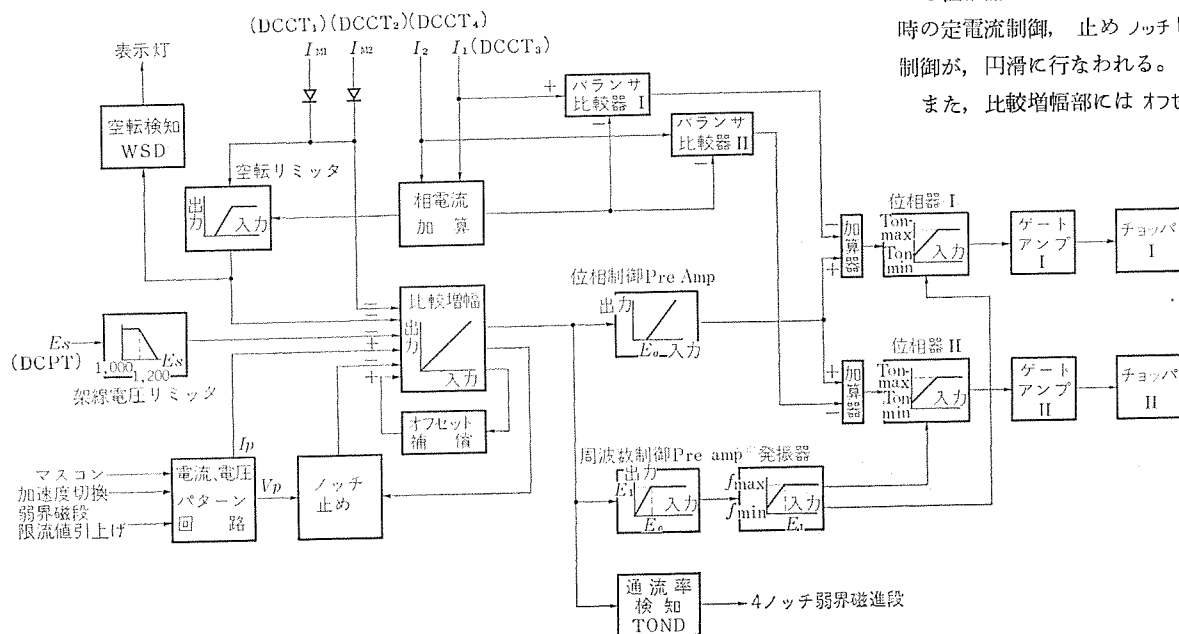 (DCCT₁)(DCCT₂)(DCCT₄)
表示灯
I_M1 I_M2 I₂ I₁(DCCT₃)
時の定電流制御, 止め ノッチ
制御が, 円滑に行なわれる。
また, 比較増幅部には オフセ
空転検知
WSD
+
バランサ
比較器 I
−
バランサ
比較器 II
−
空転リミッタ
出力
入力
相電流
加算
位相器 I
−
加算器
+
Ton-
max
Ton
min
入力
ゲート
アンプ
I
チョッパ
I
位相制御Pre Amp
出力
E₀
入力
Es
(DCPT)
1,000
1,200
Es
架線電圧リミッタ
−
−
−
+
−
+
比較増幅
出力
入力
オフセット
補償
位相器 II
+
加算器
−
Ton-
max
Ton
min
入力
ゲート
アンプ
II
チョッパ
II
Ip
マスコン
加速度切換
弱界磁段
限流値引上げ
電流、電圧
パターン
回路
Vp
ノッチ
止め
周波数制御Pre amp
出力
E₁
入力
E₀
発振器
fmax
fmin
入力
E₁
通流率
検知
TOND
4ノッチ弱界磁進段